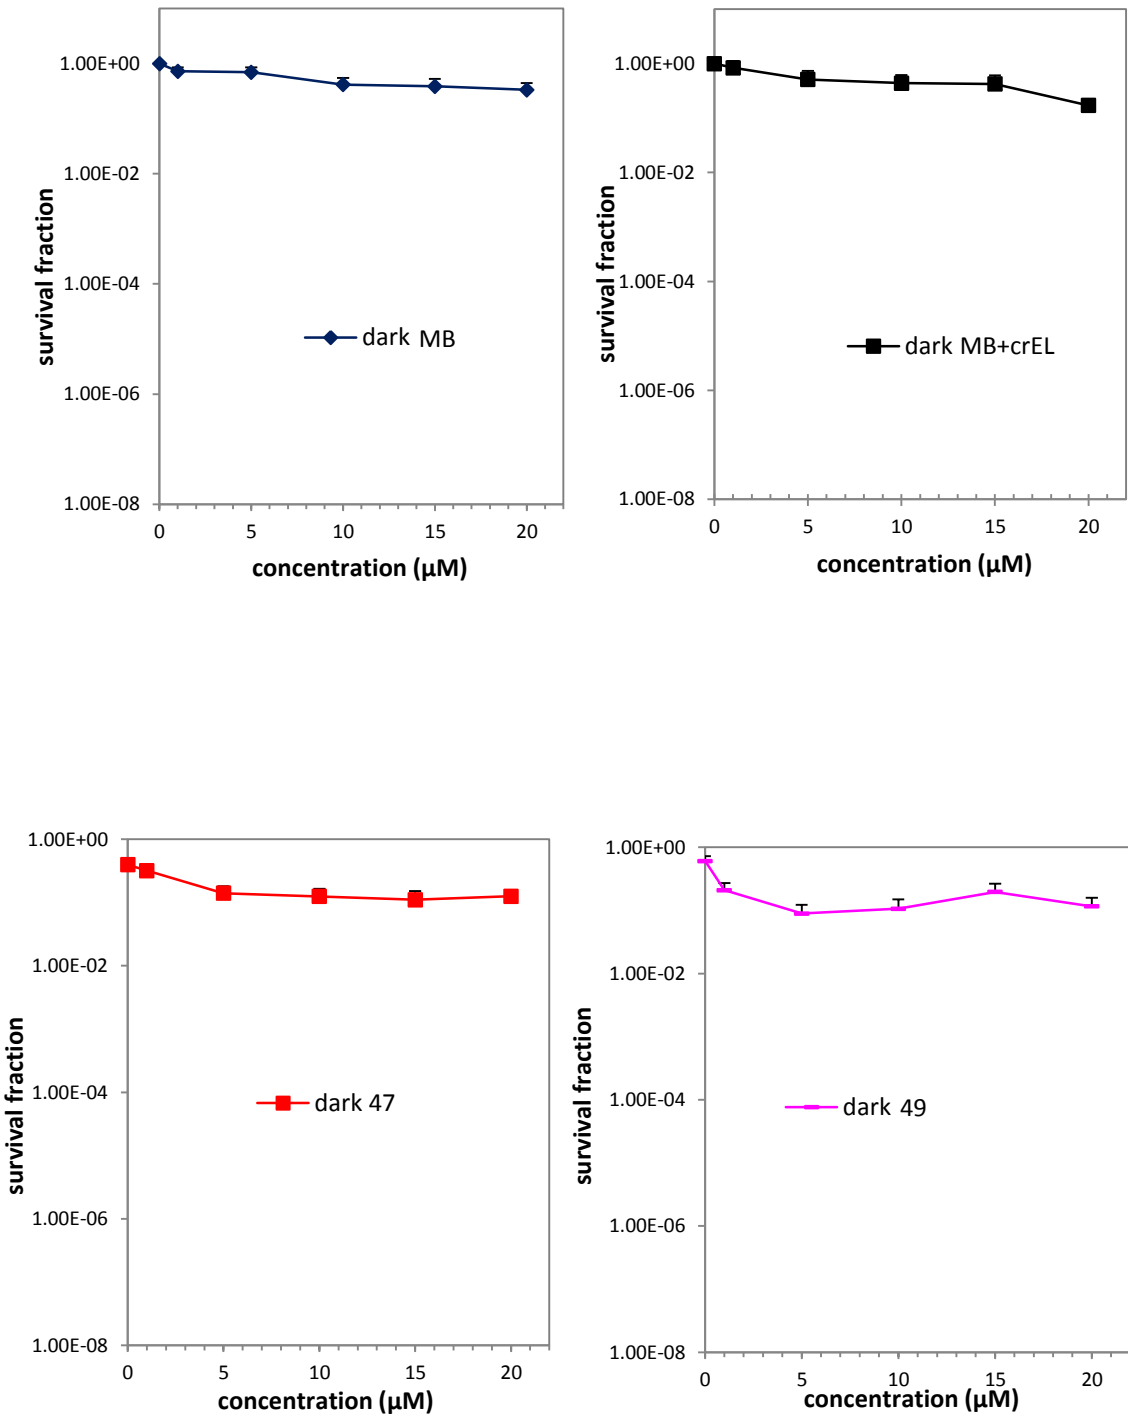 1.00E+00
1.00E-02
1.00E-04
1.00E-06
1.00E-08
survival fraction
dark MB
0 5 10 15 20
concentration (µM)
1.00E+00
1.00E-02
1.00E-04
1.00E-06
1.00E-08
survival fraction
dark MB+crEL
0 5 10 15 20
concentration (µM)
1.00E+00
1.00E-02
1.00E-04
1.00E-06
1.00E-08
survival fraction
dark 47
0 5 10 15 20
concentration (µM)
1.00E+00
1.00E-02
1.00E-04
1.00E-06
1.00E-08
survival fraction
dark 49
0 5 10 15 20
concentration (µM)